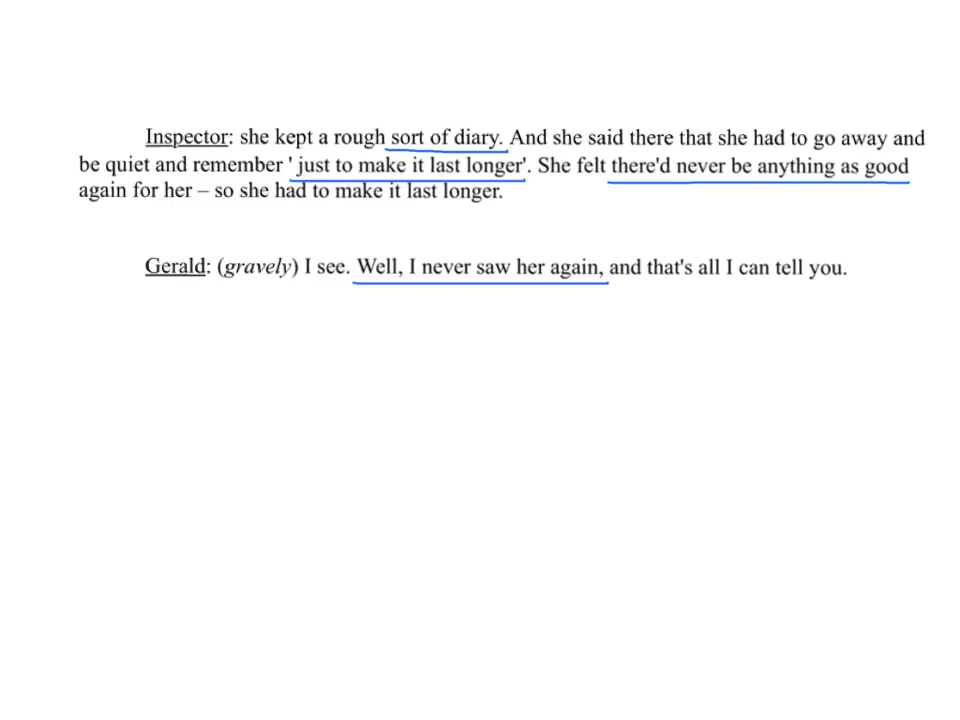 Inspector: she kept a rough sort of diary. And she said there that she had to go away and
be quiet and remember ' just to make it last longer'. She felt there'd never be anything as good
again for her – so she had to make it last longer.
Gerald: (gravely) I see. Well, I never saw her again, and that's all I can tell you.